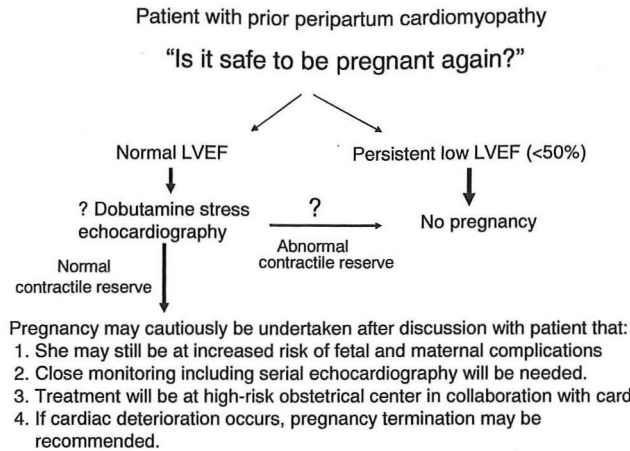 Patient with prior peripartum cardiomyopathy
“Is it safe to be pregnant again?”
Normal LVEF
Persistent low LVEF (<50%)
? Dobutamine stress
echocardiography
?
Abnormal
contractile reserve
No pregnancy
Normal
contractile reserve
Pregnancy may cautiously be undertaken after discussion with patient that:
1. She may still be at increased risk of fetal and maternal complications
2. Close monitoring including serial echocardiography will be needed.
3. Treatment will be at high-risk obstetrical center in collaboration with card
4. If cardiac deterioration occurs, pregnancy termination may be
recommended.